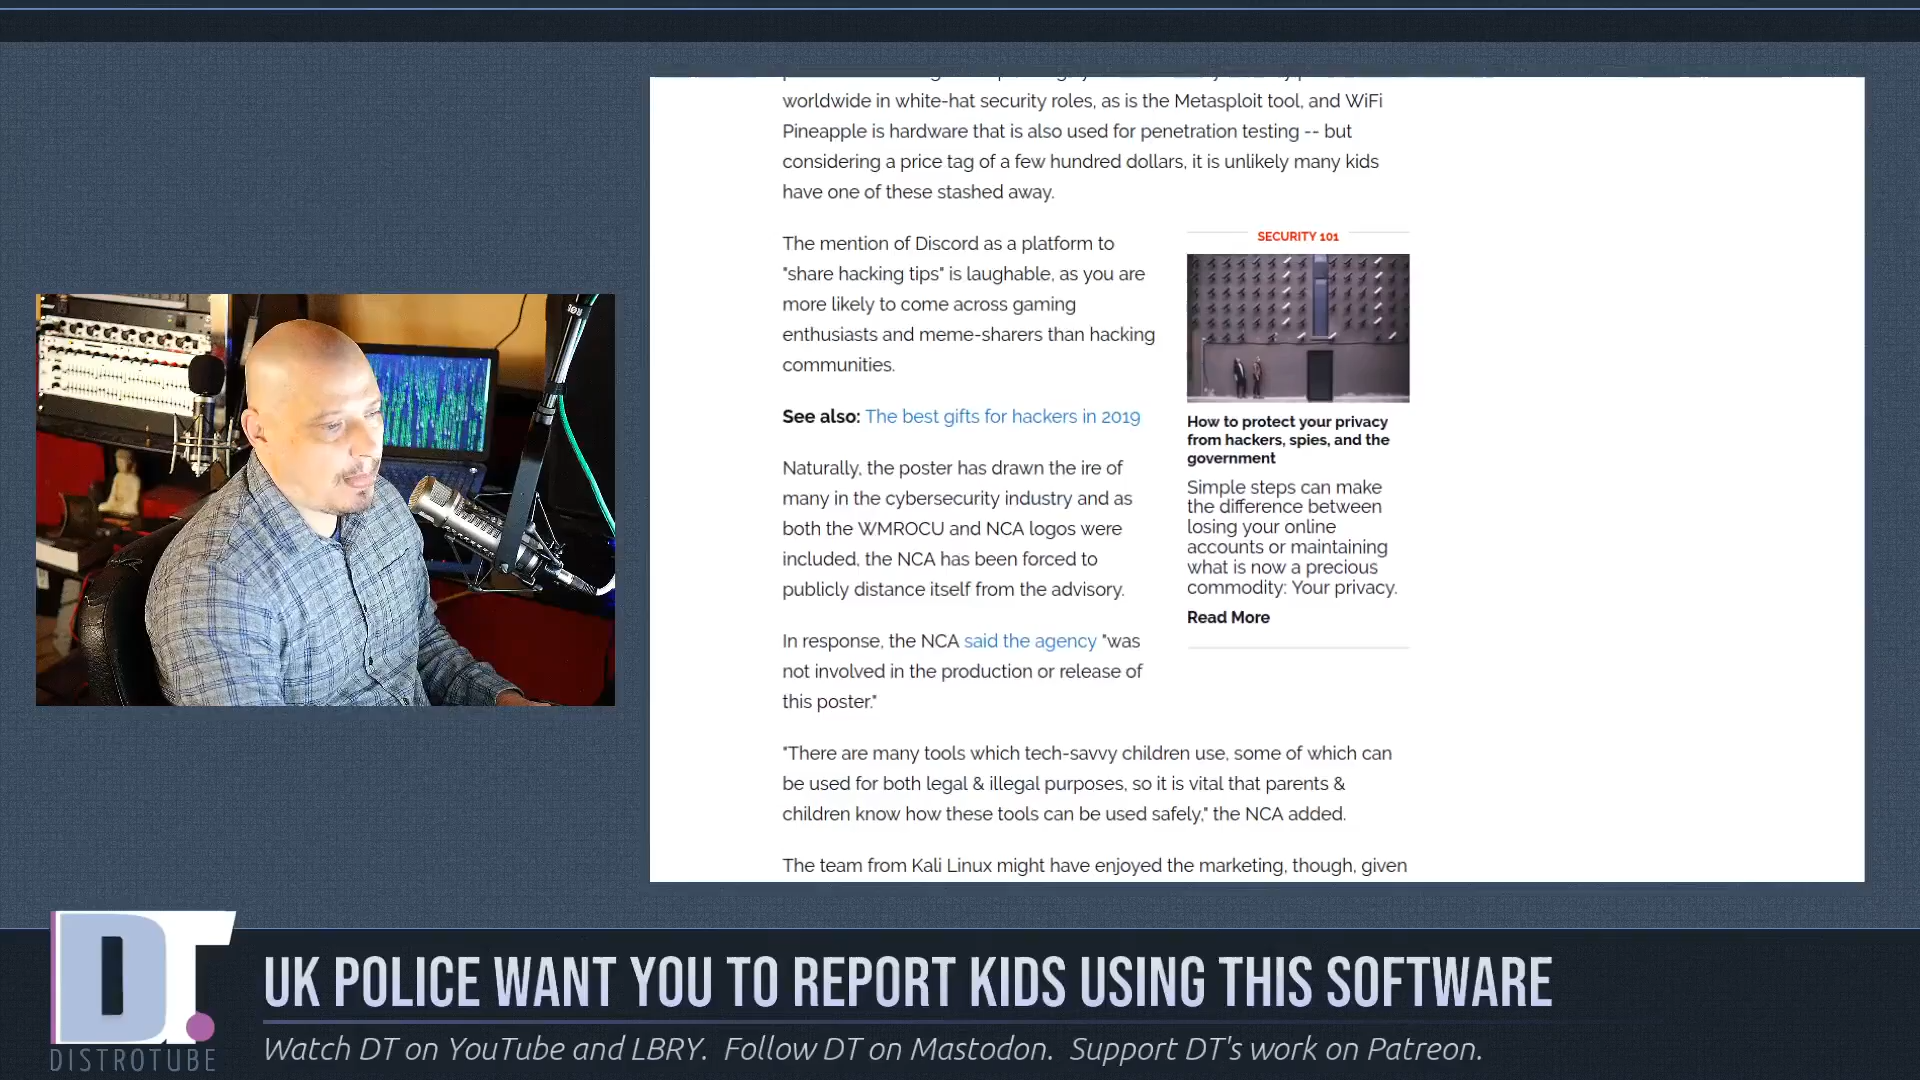 worldwide in white-hat security roles, as is the Metasploit tool, and WiFi
Pineapple is hardware that is also used for penetration testing -- but
considering a price tag of a few hundred dollars, it is unlikely many kids
have one of these stashed away.
The mention of Discord as a platform to
"share hacking tips" is laughable, as you are
more likely to come across gaming
enthusiasts and meme-sharers than hacking
communities.
See also: The best gifts for hackers in 2019
Naturally, the poster has drawn the ire of
many in the cybersecurity industry and as
both the WMROCU and NCA logos were
included, the NCA has been forced to
publicly distance itself from the advisory.
In response, the NCA said the agency "was
not involved in the production or release of
this poster."
SECURITY 101
How to protect your privacy
from hackers, spies, and the
government
Simple steps can make
the difference between
losing your online
accounts or maintaining
what is now a precious
commodity: Your privacy.
Read More
"There are many tools which tech-savvy children use, some of which can
be used for both legal & illegal purposes, so it is vital that parents &
children know how these tools can be used safely," the NCA added.
The team from Kali Linux might have enjoyed the marketing, though, given
DT.
DISTROTUBE
UK POLICE WANT YOU TO REPORT KIDS USING THIS SOFTWARE
Watch DT on YouTube and LBRY. Follow DT on Mastodon. Support DT's work on Patreon.